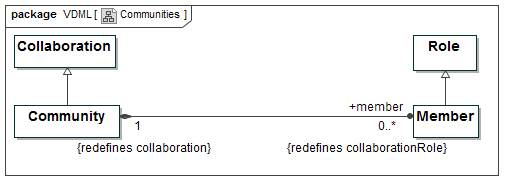 package VDML [ Communities ]
Collaboration
Role
Community
Member
+member
1
0..*
{redefines collaboration}
{redefines collaborationRole}